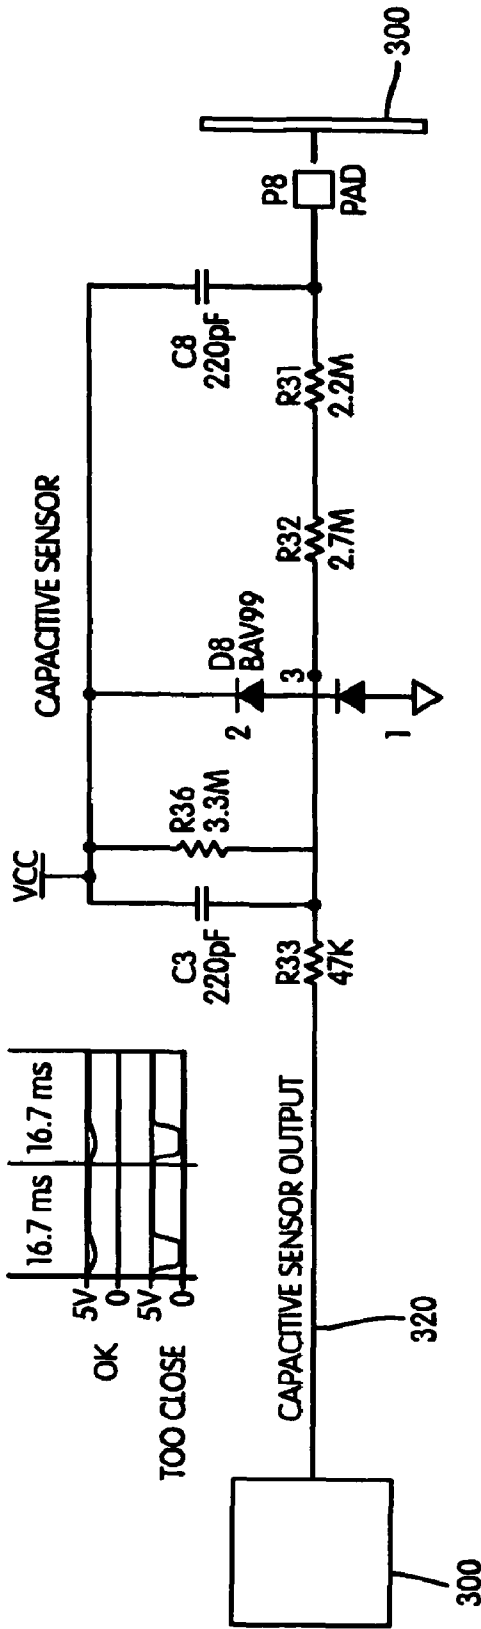 16.7 ms 16.7 ms
5V
0
OK
5V
0
TOO CLOSE
VCC
CAPACITIVE SENSOR
C3
220pF
R36
3.3M
D8
BAV99
2
3
1
C8
220pF
R33
47K
R32
2.7M
R31
2.2M
P8
PAD
300
CAPACITIVE SENSOR OUTPUT
320
300